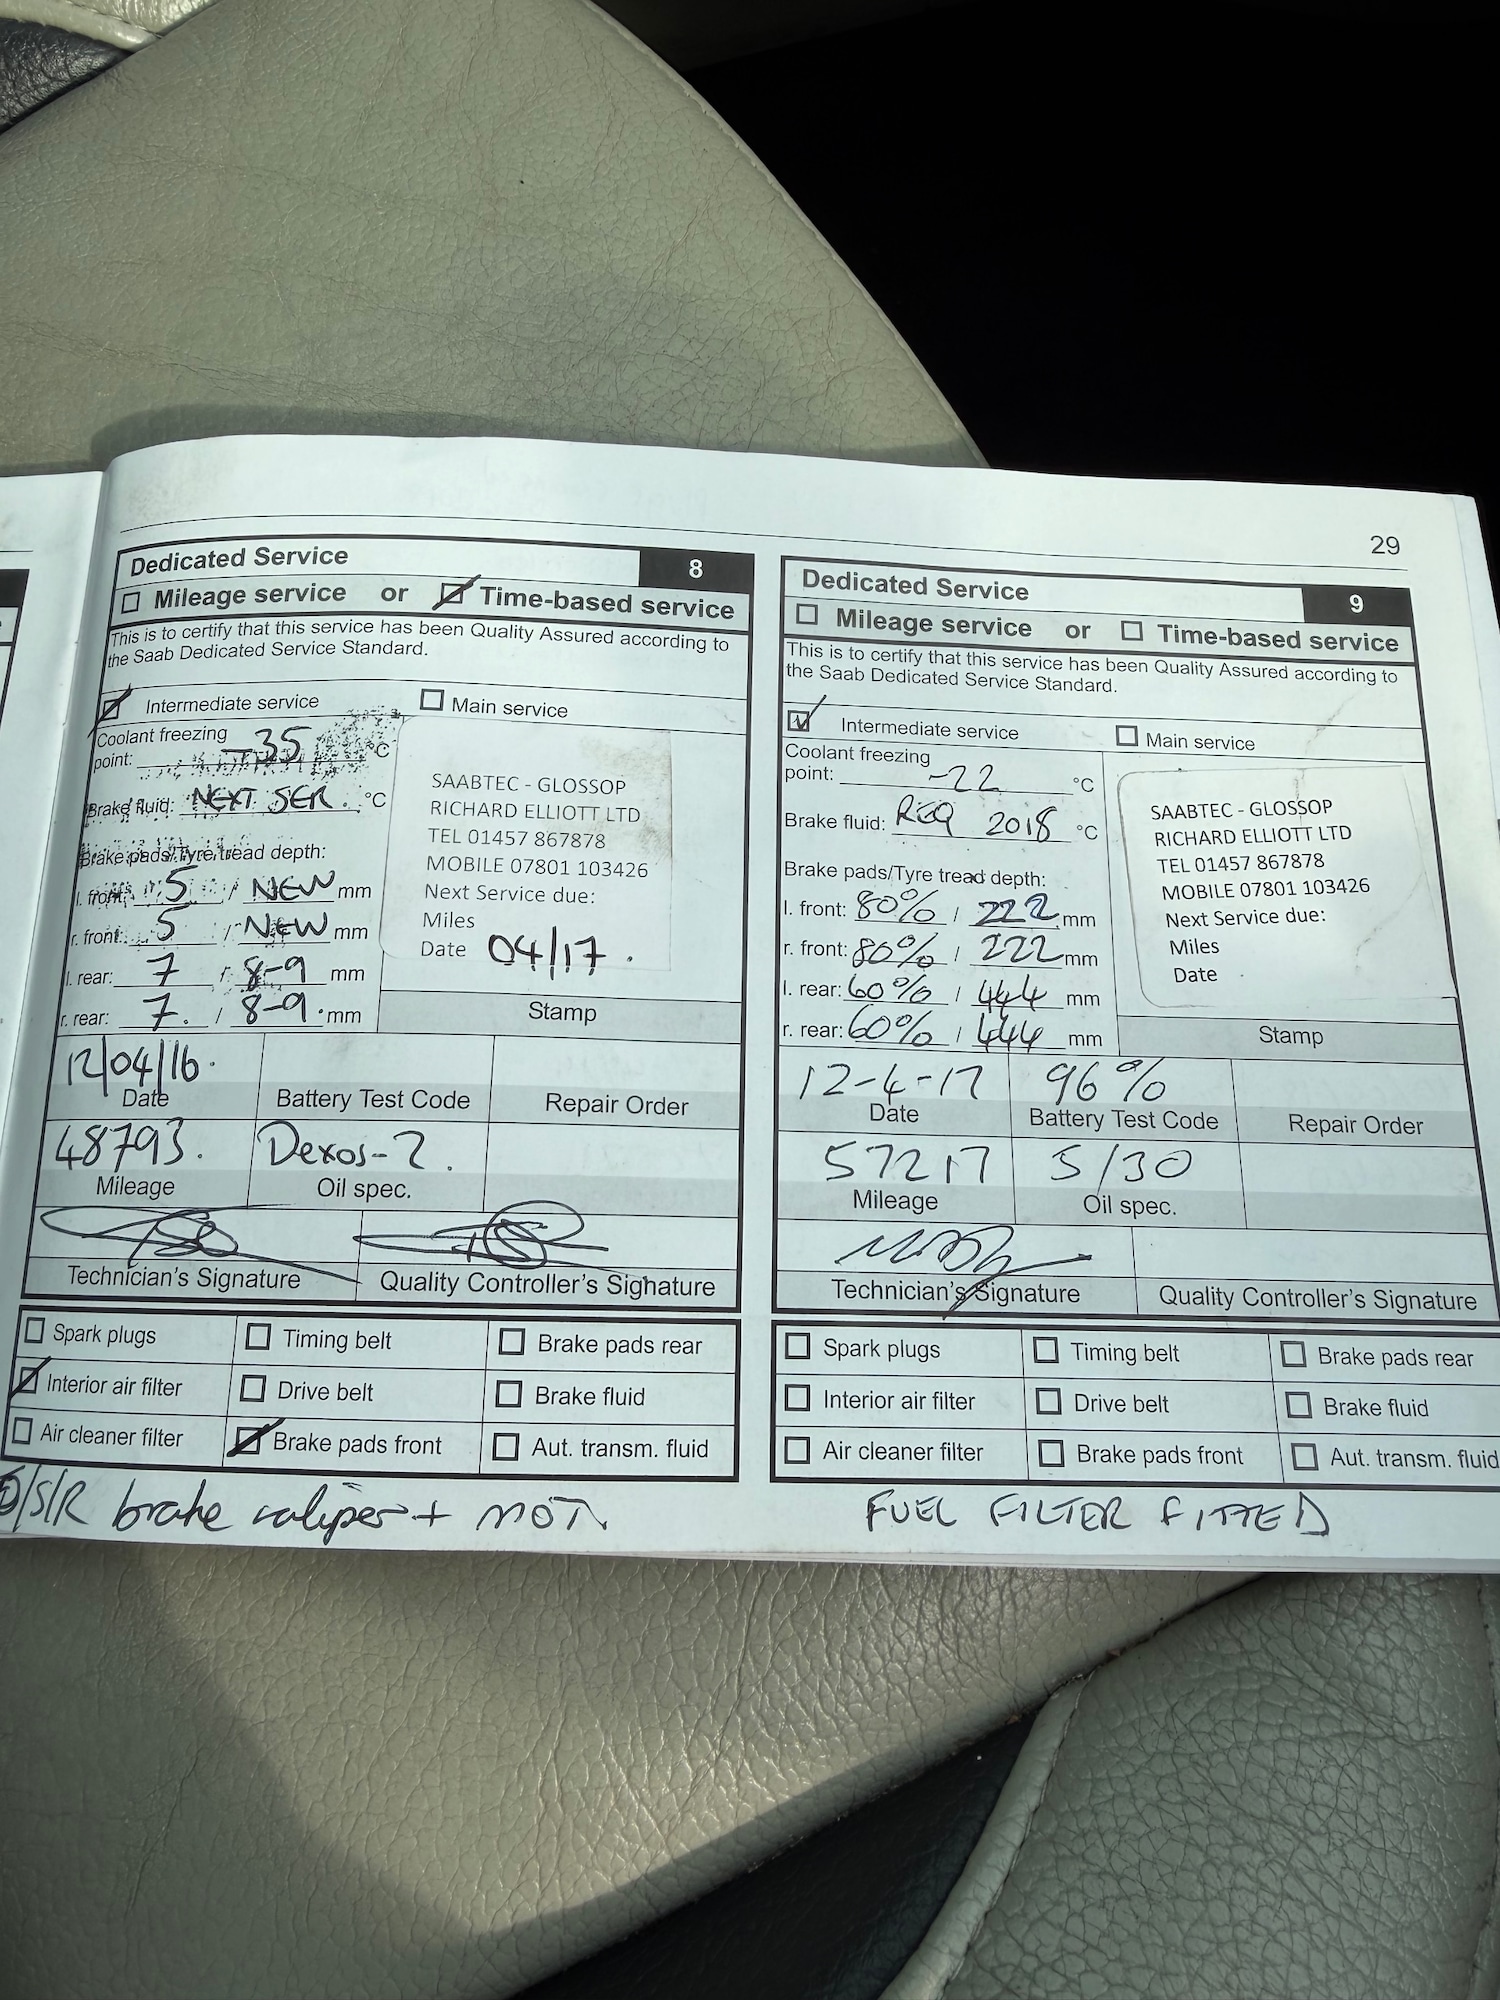 29
Dedicated Service 8
Mileage service or Time-based service
This is to certify that this service has been Quality Assured according to
the Saab Dedicated Service Standard.
Intermediate service Main service
Coolant freezing
point: -35 °C
Brake fluid: NEXT SER. °C
Brake pads/Tyre tread depth:
l. front: 5 / NEW mm
r. front: 5 / NEW mm
l. rear: 7 / 8-9 mm
r. rear: 7. / 8-9. mm
SAABTEC - GLOSSOP
RICHARD ELLIOTT LTD
TEL 01457 867878
MOBILE 07801 103426
Next Service due:
Miles
Date 04/17.
Stamp
12/04/16.
Date Battery Test Code Repair Order
48793. Dexos-2.
Mileage Oil spec.
Technician's Signature Quality Controller's Signature
Spark plugs Timing belt Brake pads rear
Interior air filter Drive belt Brake fluid
Air cleaner filter Brake pads front Aut. transm. fluid
O/S/R brake caliper + MOT.
Dedicated Service 9
Mileage service or Time-based service
This is to certify that this service has been Quality Assured according to
the Saab Dedicated Service Standard.
Intermediate service Main service
Coolant freezing
point: -22 °C
Brake fluid: REQ 2018 °C
Brake pads/Tyre tread depth:
l. front: 80% / 222 mm
r. front: 80% / 222 mm
l. rear: 60% / 444 mm
r. rear: 60% / 444 mm
SAABTEC - GLOSSOP
RICHARD ELLIOTT LTD
TEL 01457 867878
MOBILE 07801 103426
Next Service due:
Miles
Date
Stamp
12-4-17 96%
Date Battery Test Code Repair Order
57217 5/30
Mileage Oil spec.
Technician's Signature Quality Controller's Signature
Spark plugs Timing belt Brake pads rear
Interior air filter Drive belt Brake fluid
Air cleaner filter Brake pads front Aut. transm. fluid
FUEL FILTER FITTED